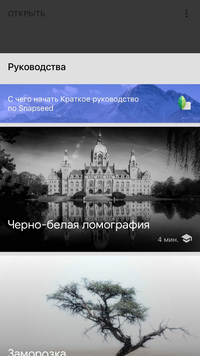 ОТКРЫТЬ
Руководства
С чего начать Краткое руководство
по Snapseed
Черно-белая ломография
4 мин.
Заморозка